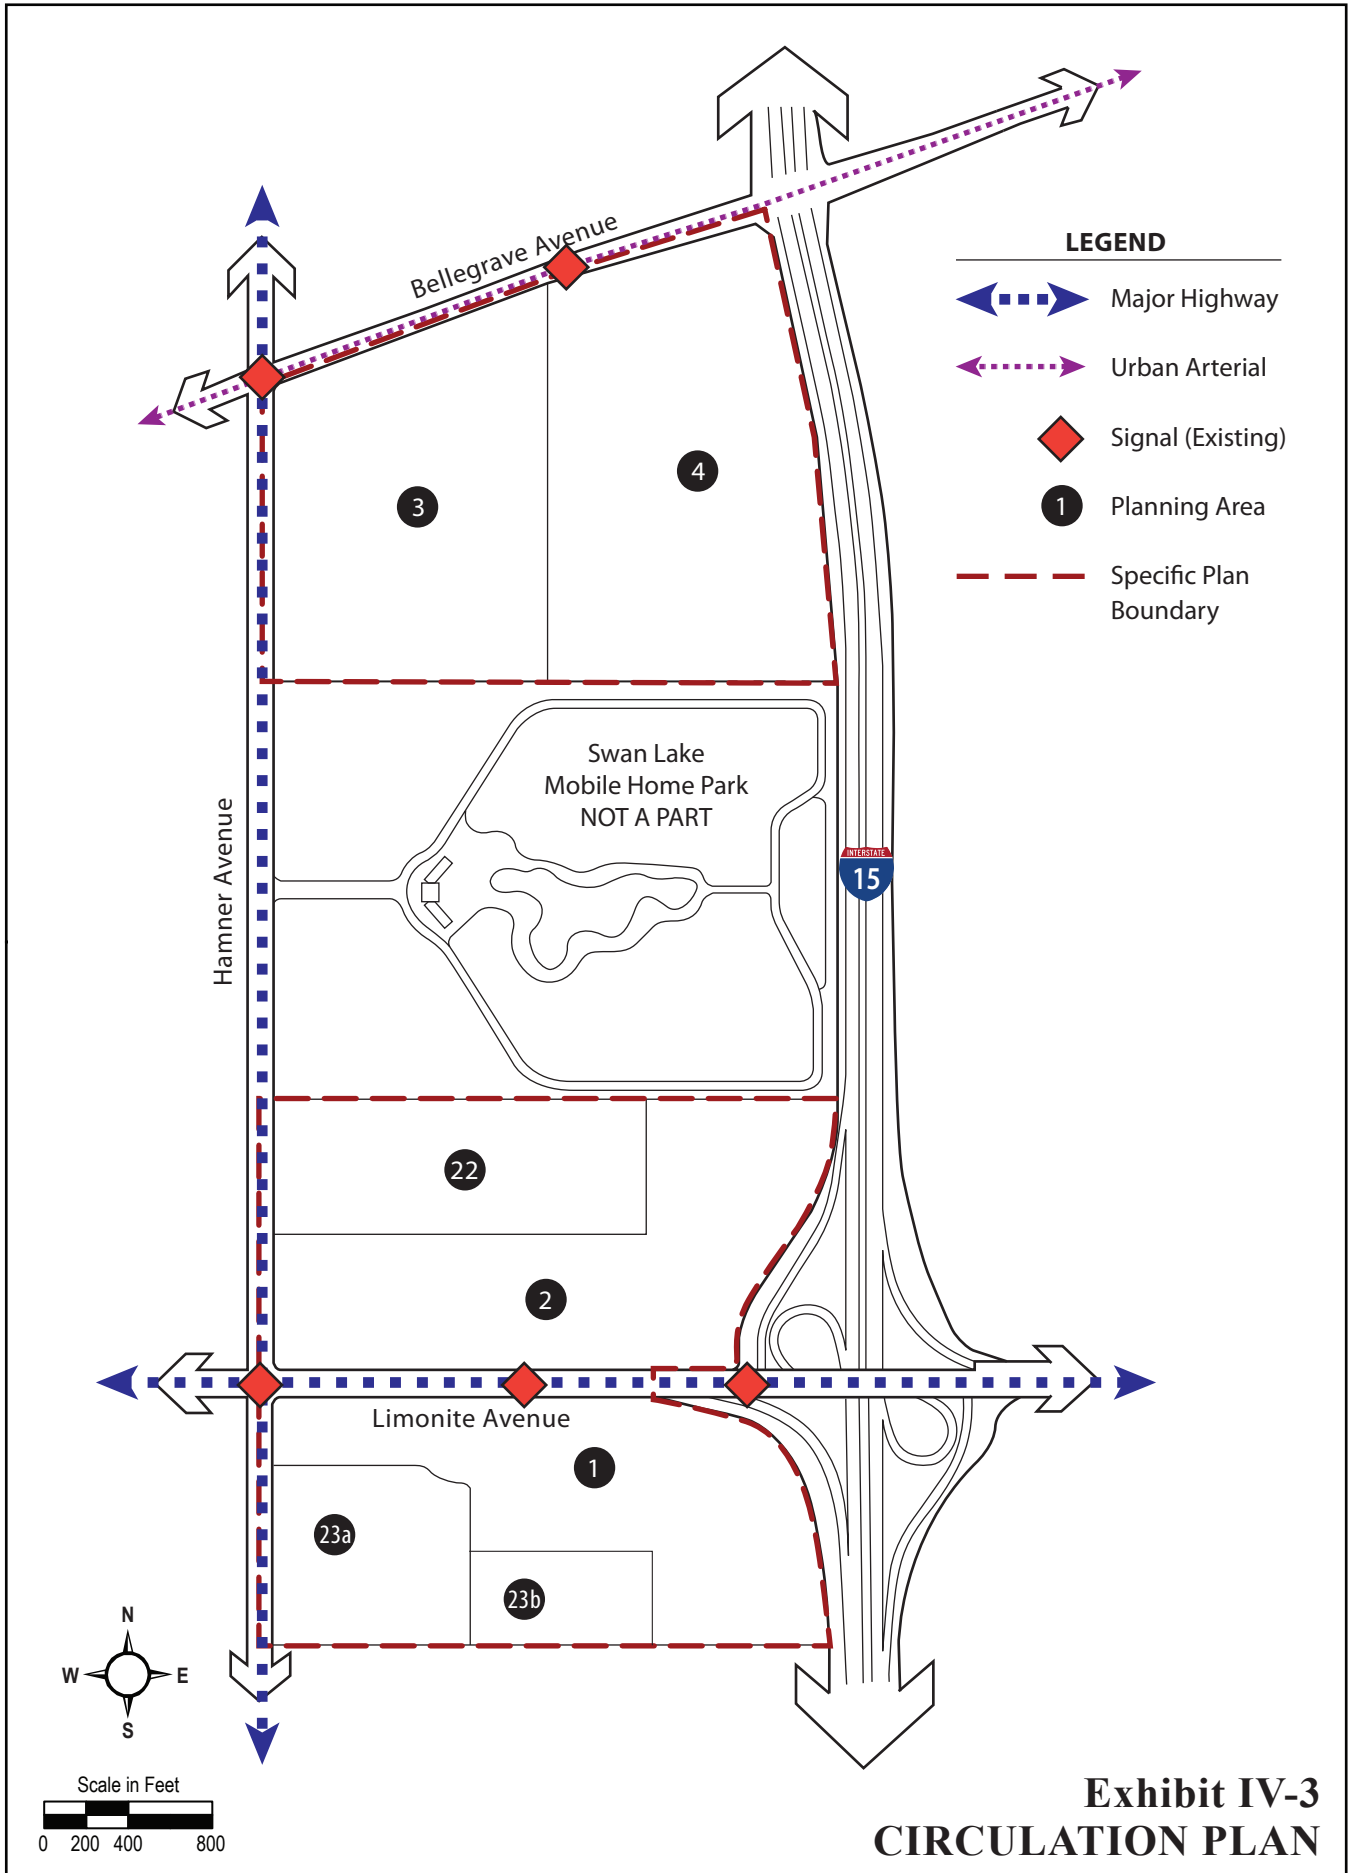 Bellegrave Avenue
LEGEND
Major Highway
Urban Arterial
Signal (Existing)
1
Planning Area
Specific Plan
Boundary
4
3
Swan Lake
Mobile Home Park
NOT A PART
Hamner Avenue
INTERSTATE
15
22
2
Limonite Avenue
1
23a
23b
N
W
E
S
Scale in Feet
0 200 400 800
Exhibit IV-3
CIRCULATION PLAN